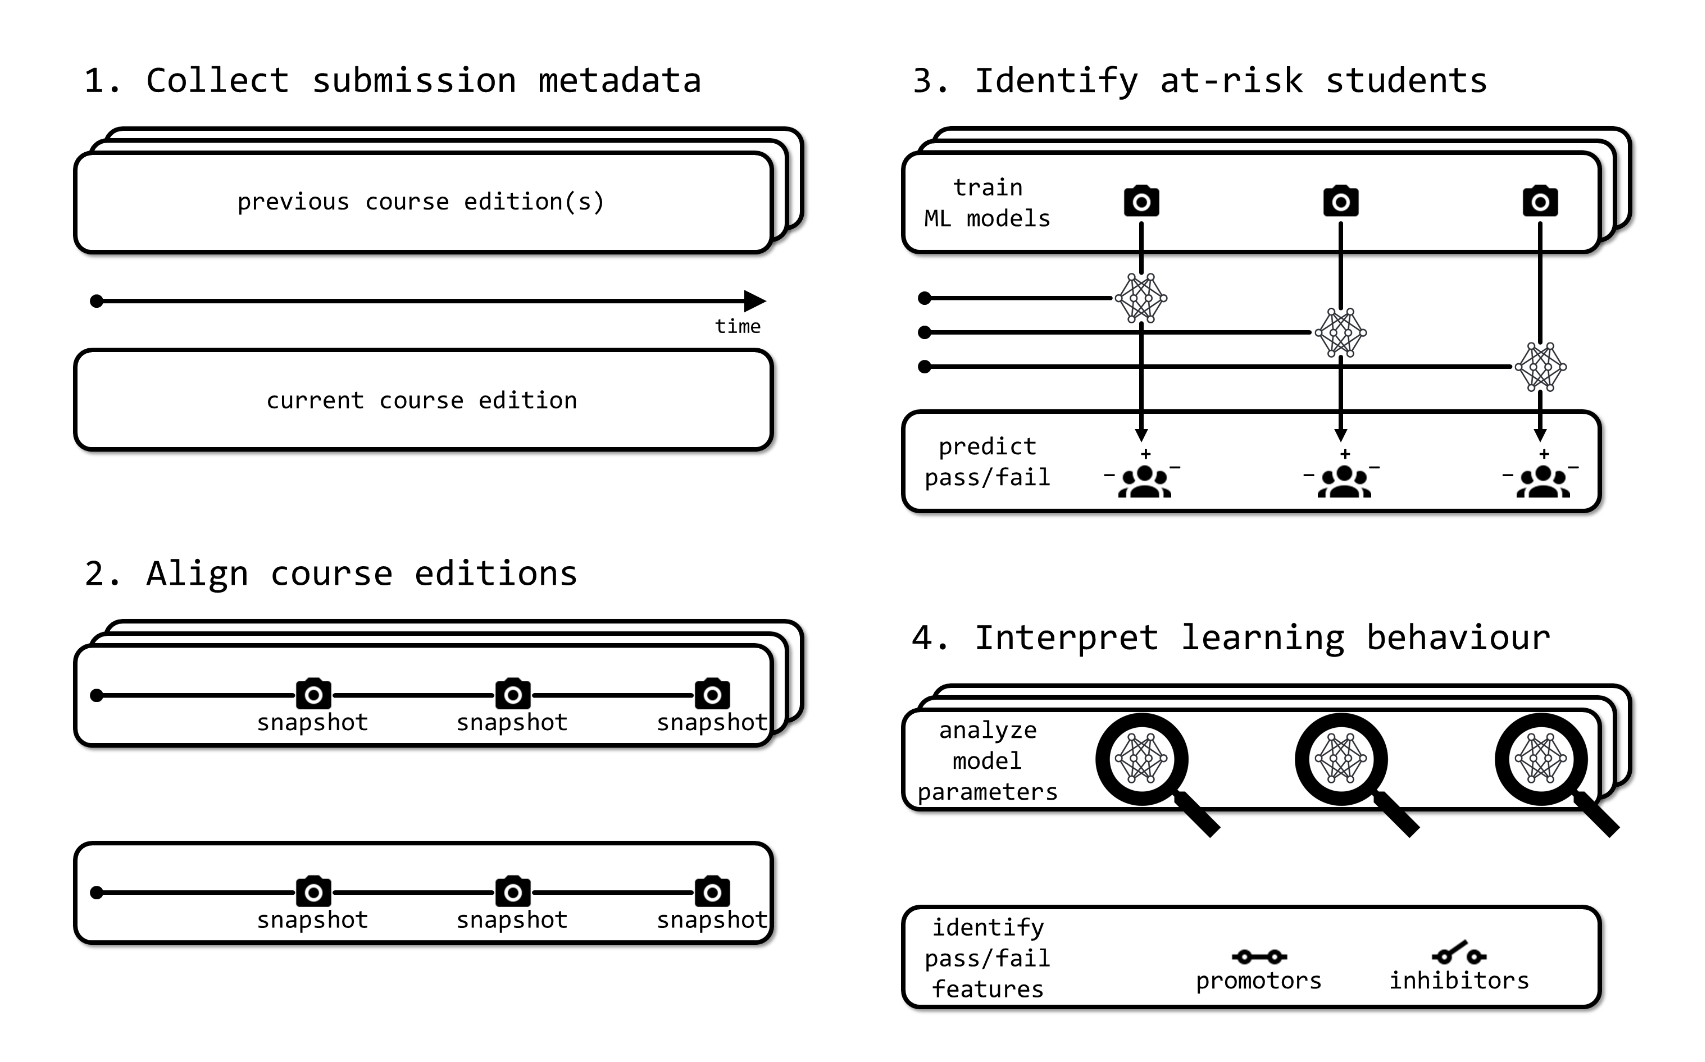 1. Collect submission metadata
previous course edition(s)
time
current course edition
2. Align course editions
snapshot snapshot snapshot
snapshot snapshot snapshot
3. Identify at-risk students
train
ML models
predict
pass/fail
+ + +
− − − − − −
4. Interpret learning behaviour
analyze
model
parameters
identify
pass/fail
features
promotors inhibitors